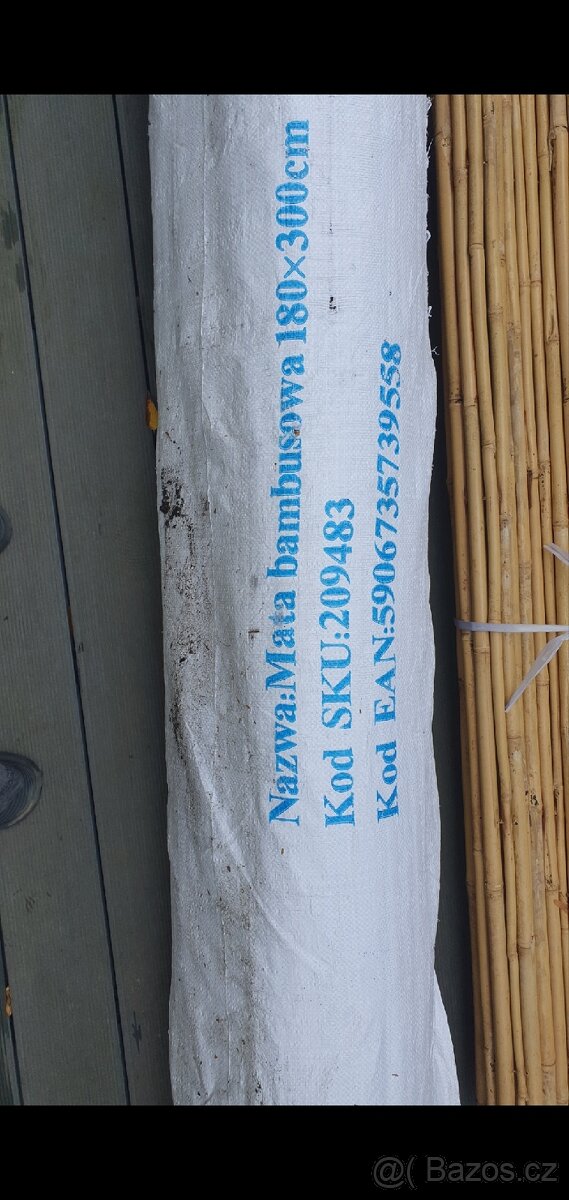 Nazwa:Mata bambusowa 180×300cm
Kod SKU:209483
Kod EAN:5906735739558
@( Bazos.cz